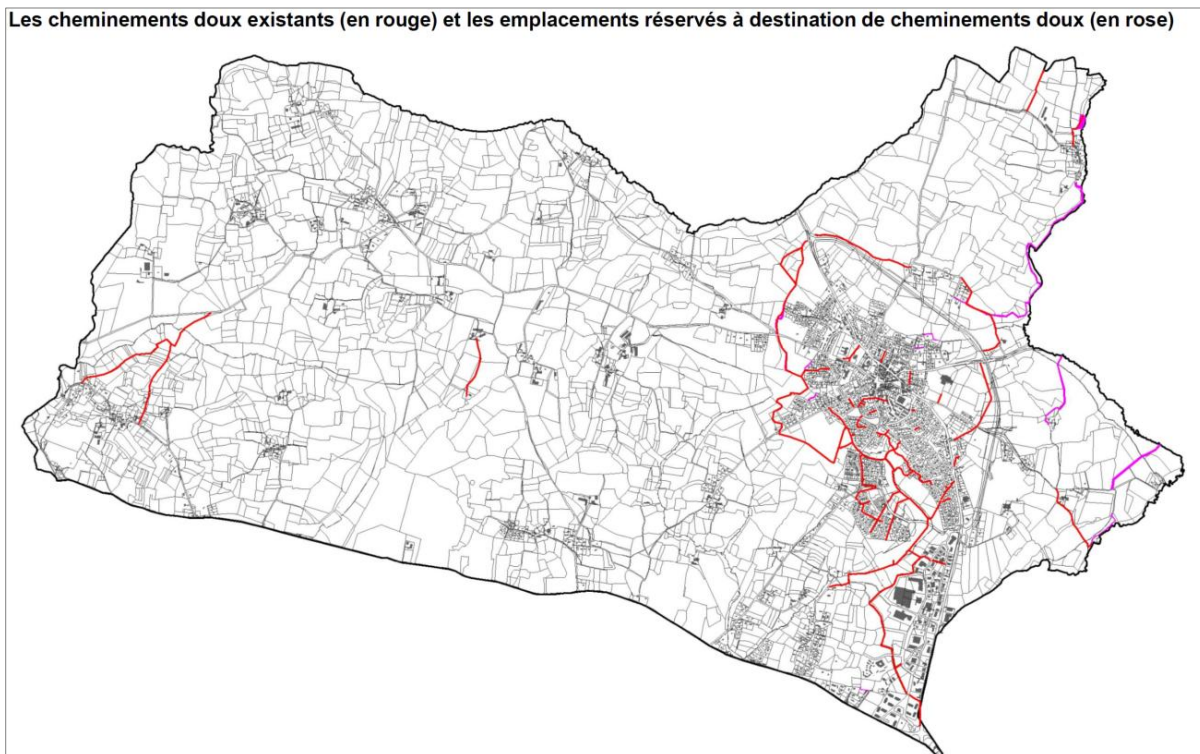 Les cheminements doux existants (en rouge) et les emplacements réservés à destination de cheminements doux (en rose)